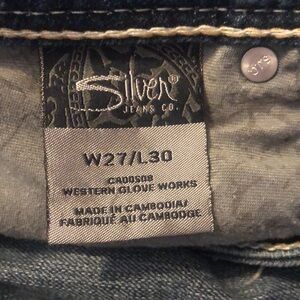 Silver®
JEANS CO.
W27/L30
CA00508
WESTERN GLOVE WORKS
MADE IN CAMBODIA/
FABRIQUÉ AU CAMBODGE